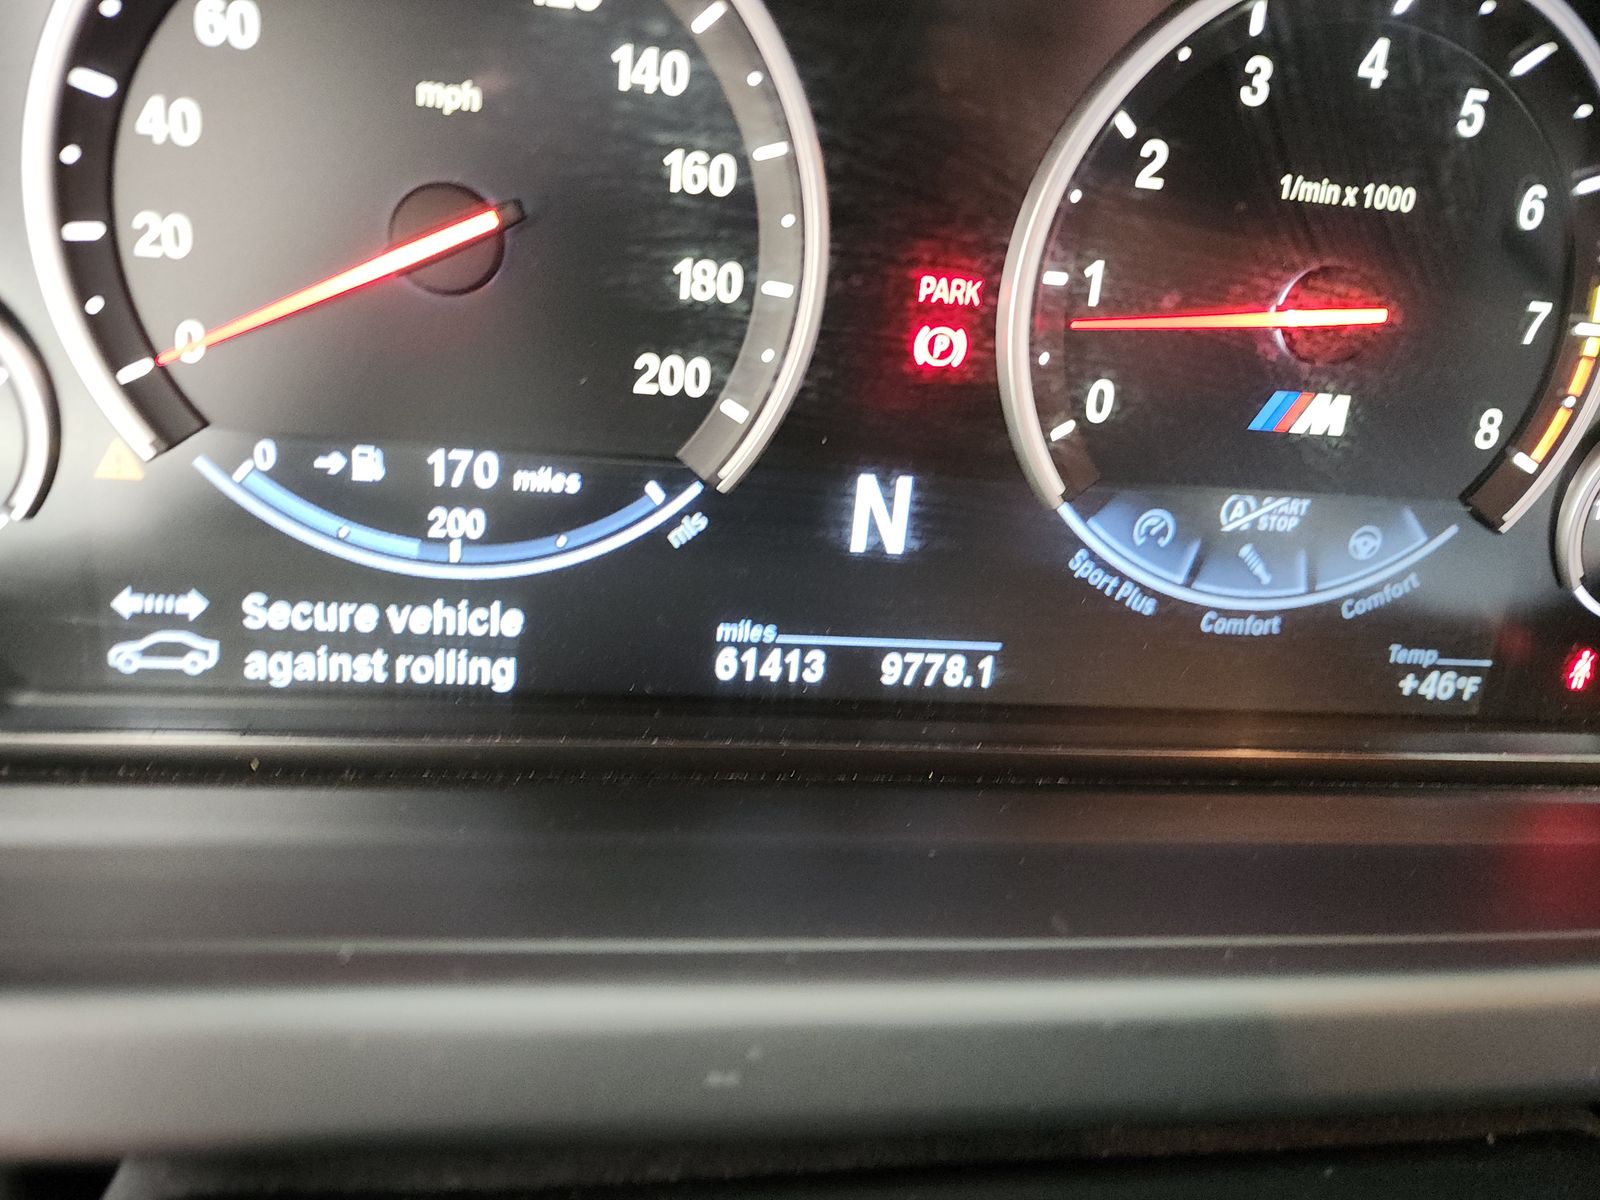 60
40
20
0
mph
140
160
180
200
PARK
P
1
2
3
4
5
6
7
8
0
1/min x 1000
M
0
170 miles
200
mls
N
A
STOP
Sport Plus
Comfort
Comfort
Secure vehicle
against rolling
miles
61413 9778.1
Temp
+46°F